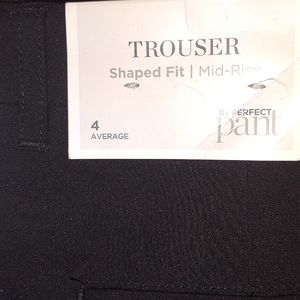 TROUSER
Shaped Fit | Mid-Rise
the PERFECT
pant
4
AVERAGE